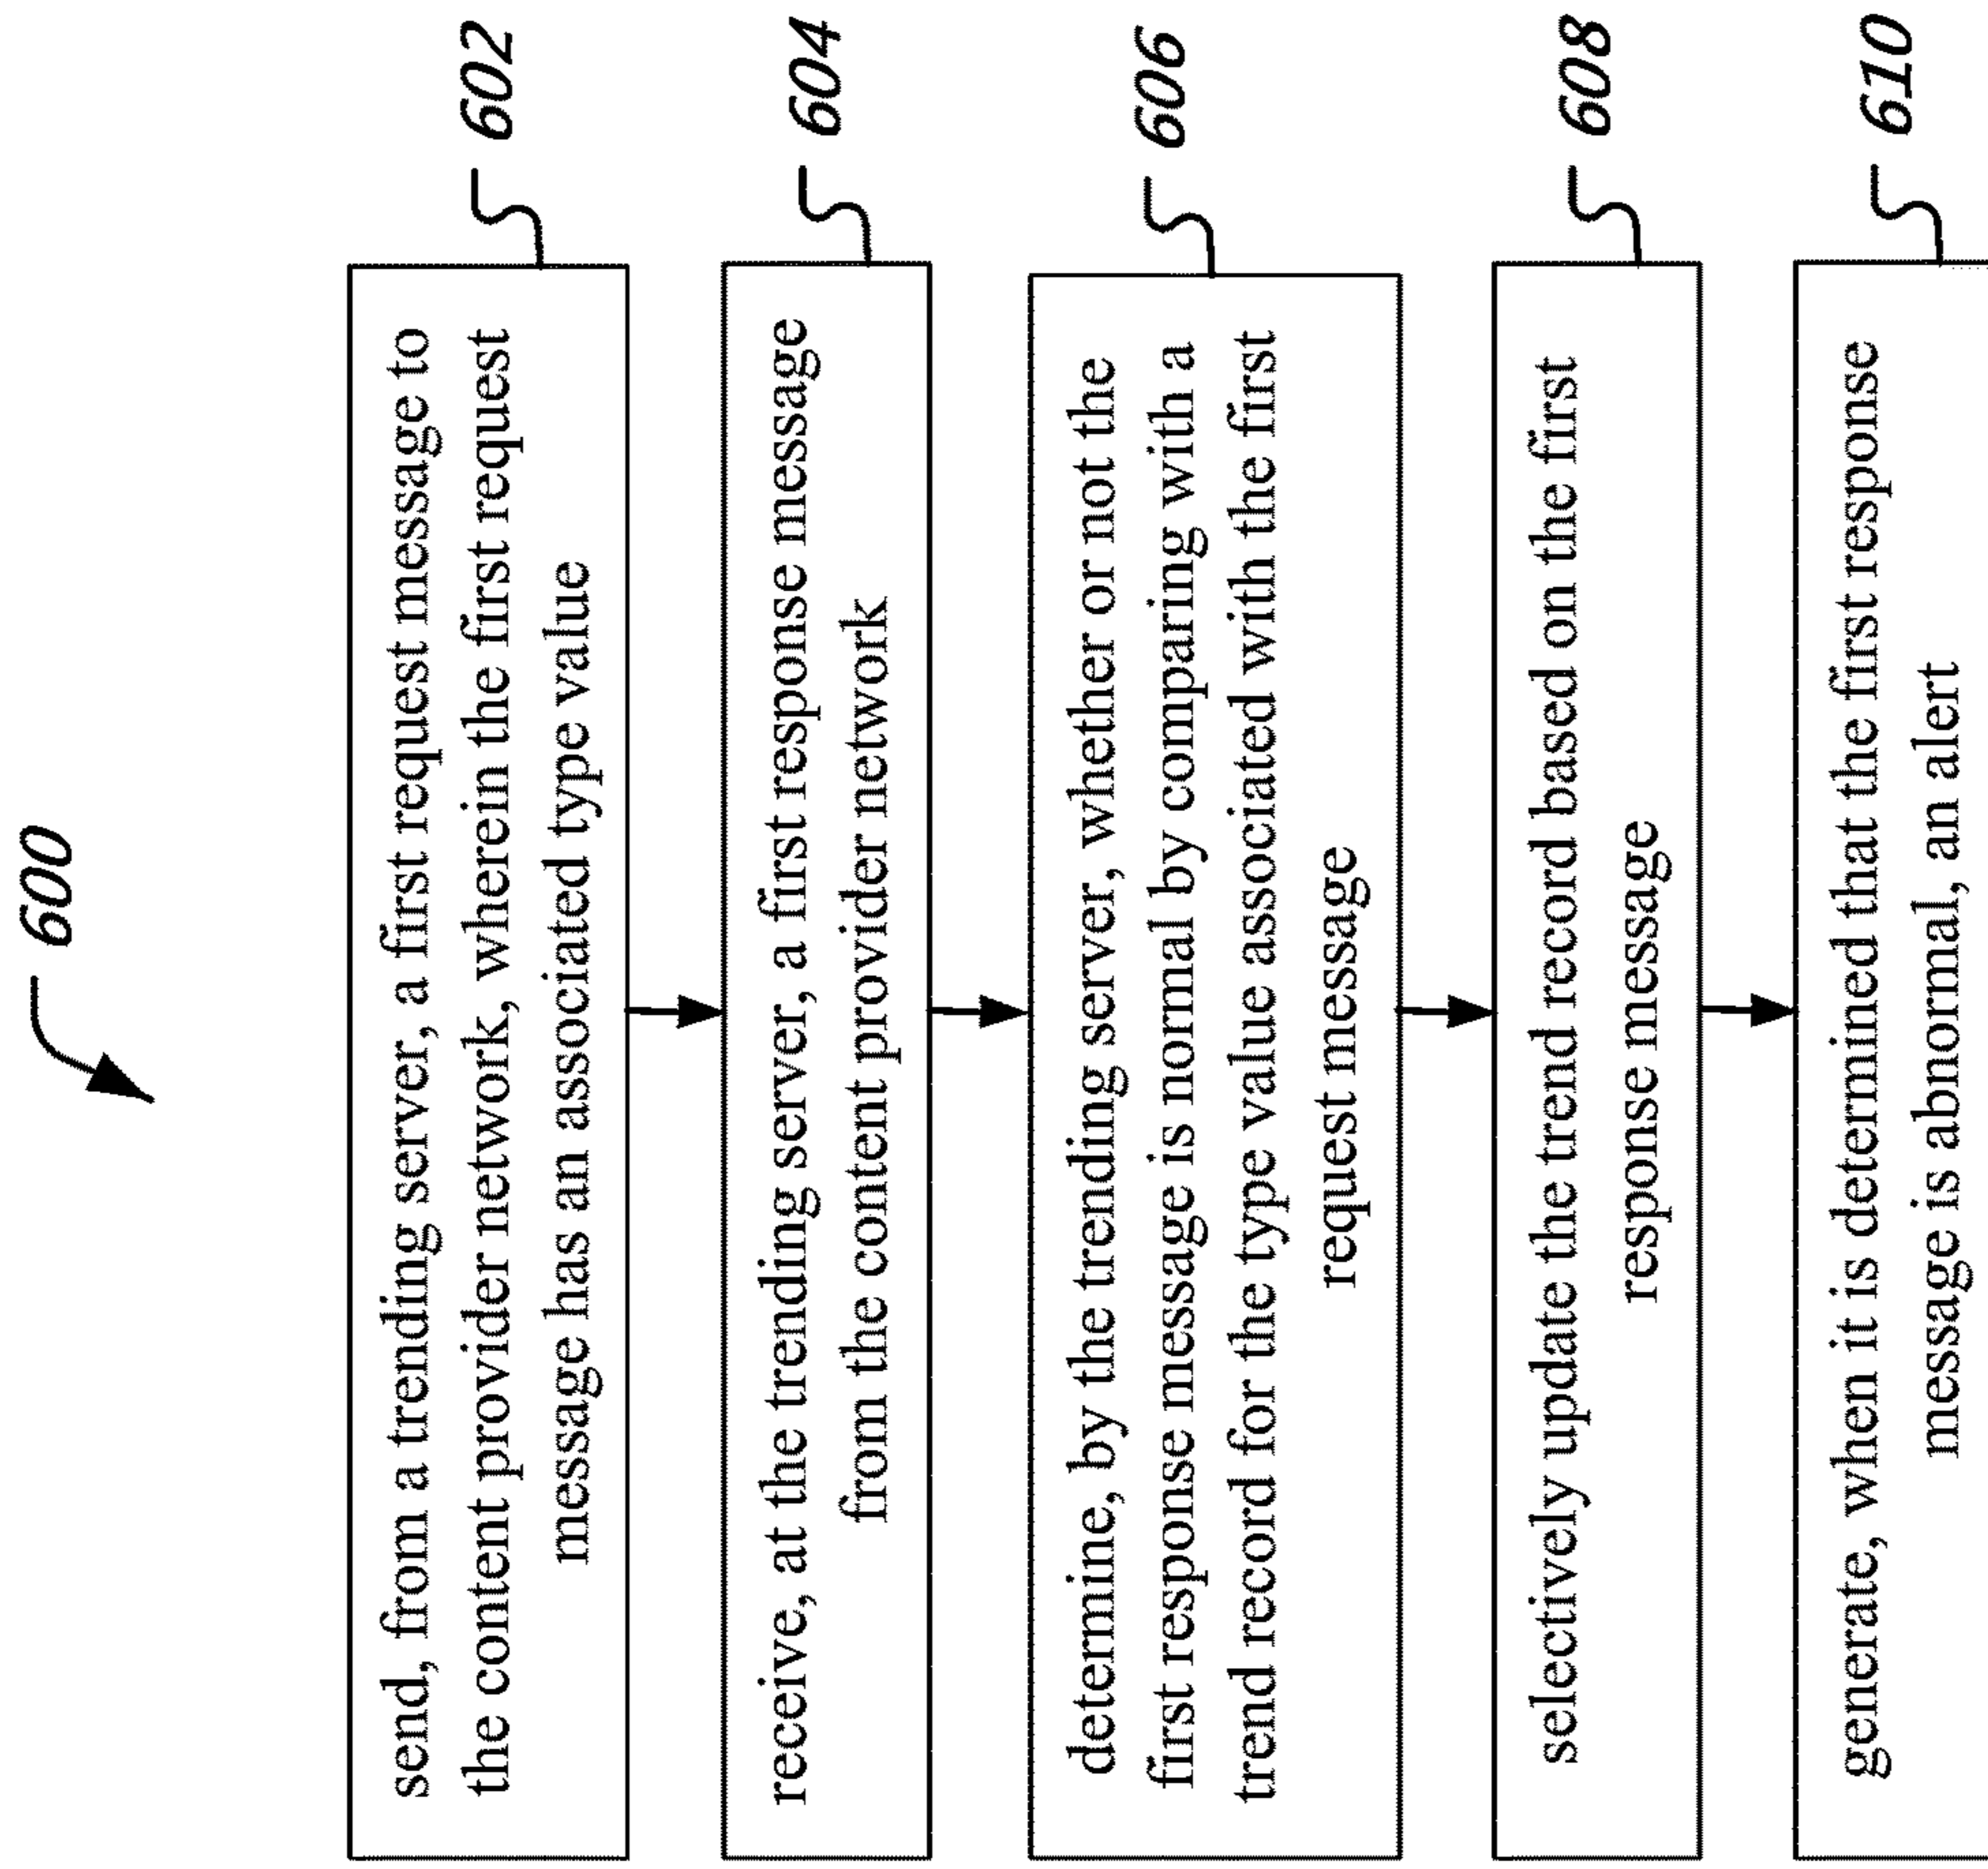 600
send, from a trending server, a first request message to
the content provider network, wherein the first request
message has an associated type value
602
receive, at the trending server, a first response message
from the content provider network
604
determine, by the trending server, whether or not the
first response message is normal by comparing with a
trend record for the type value associated with the first
request message
606
selectively update the trend record based on the first
response message
608
generate, when it is determined that the first response
message is abnormal, an alert
610